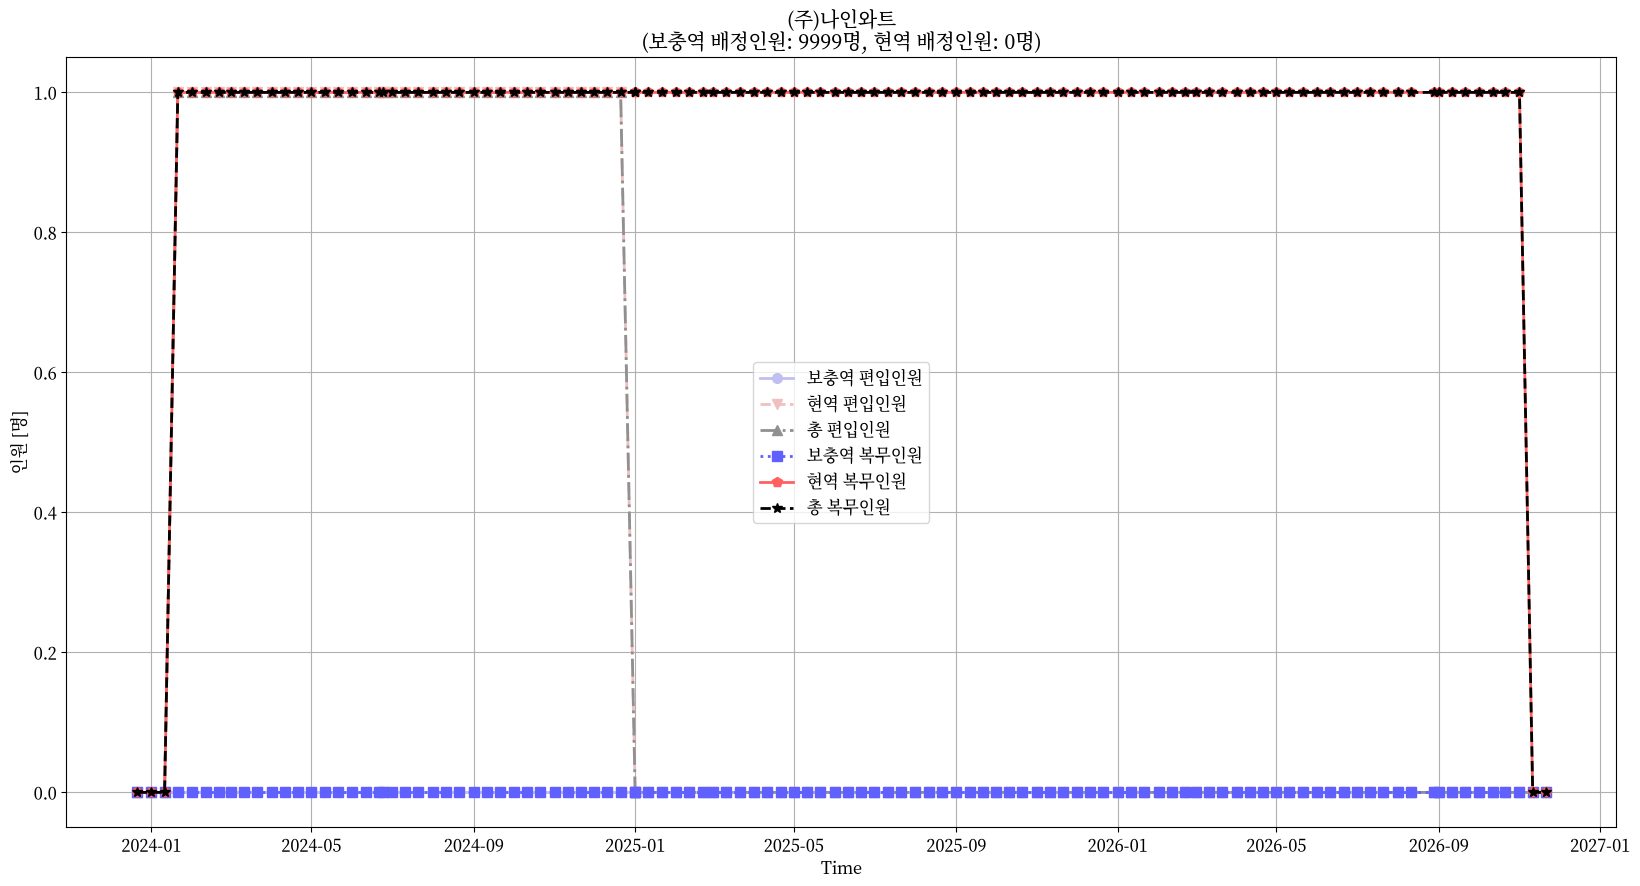 (주)나인와트
(보충역 배정인원: 9999명, 현역 배정인원: 0명)
인원 [명]
1.0
0.8
0.6
0.4
0.2
0.0
보충역 편입인원
현역 편입인원
총 편입인원
보충역 복무인원
현역 복무인원
총 복무인원
2024-01 2024-05 2024-09 2025-01 2025-05 2025-09 2026-01 2026-05 2026-09 2027-01
Time